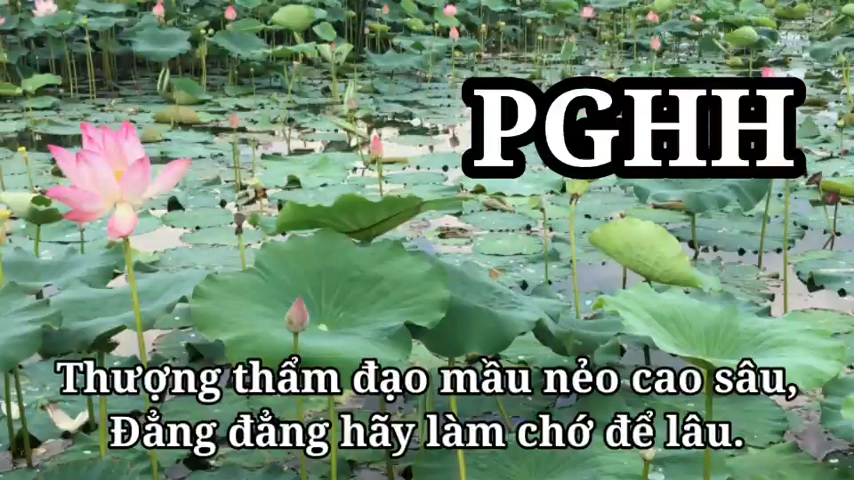 PGHH
Thượng thẩm đạo mầu nẻo cao sâu,
Đẳng đẳng hãy làm chớ để lâu.